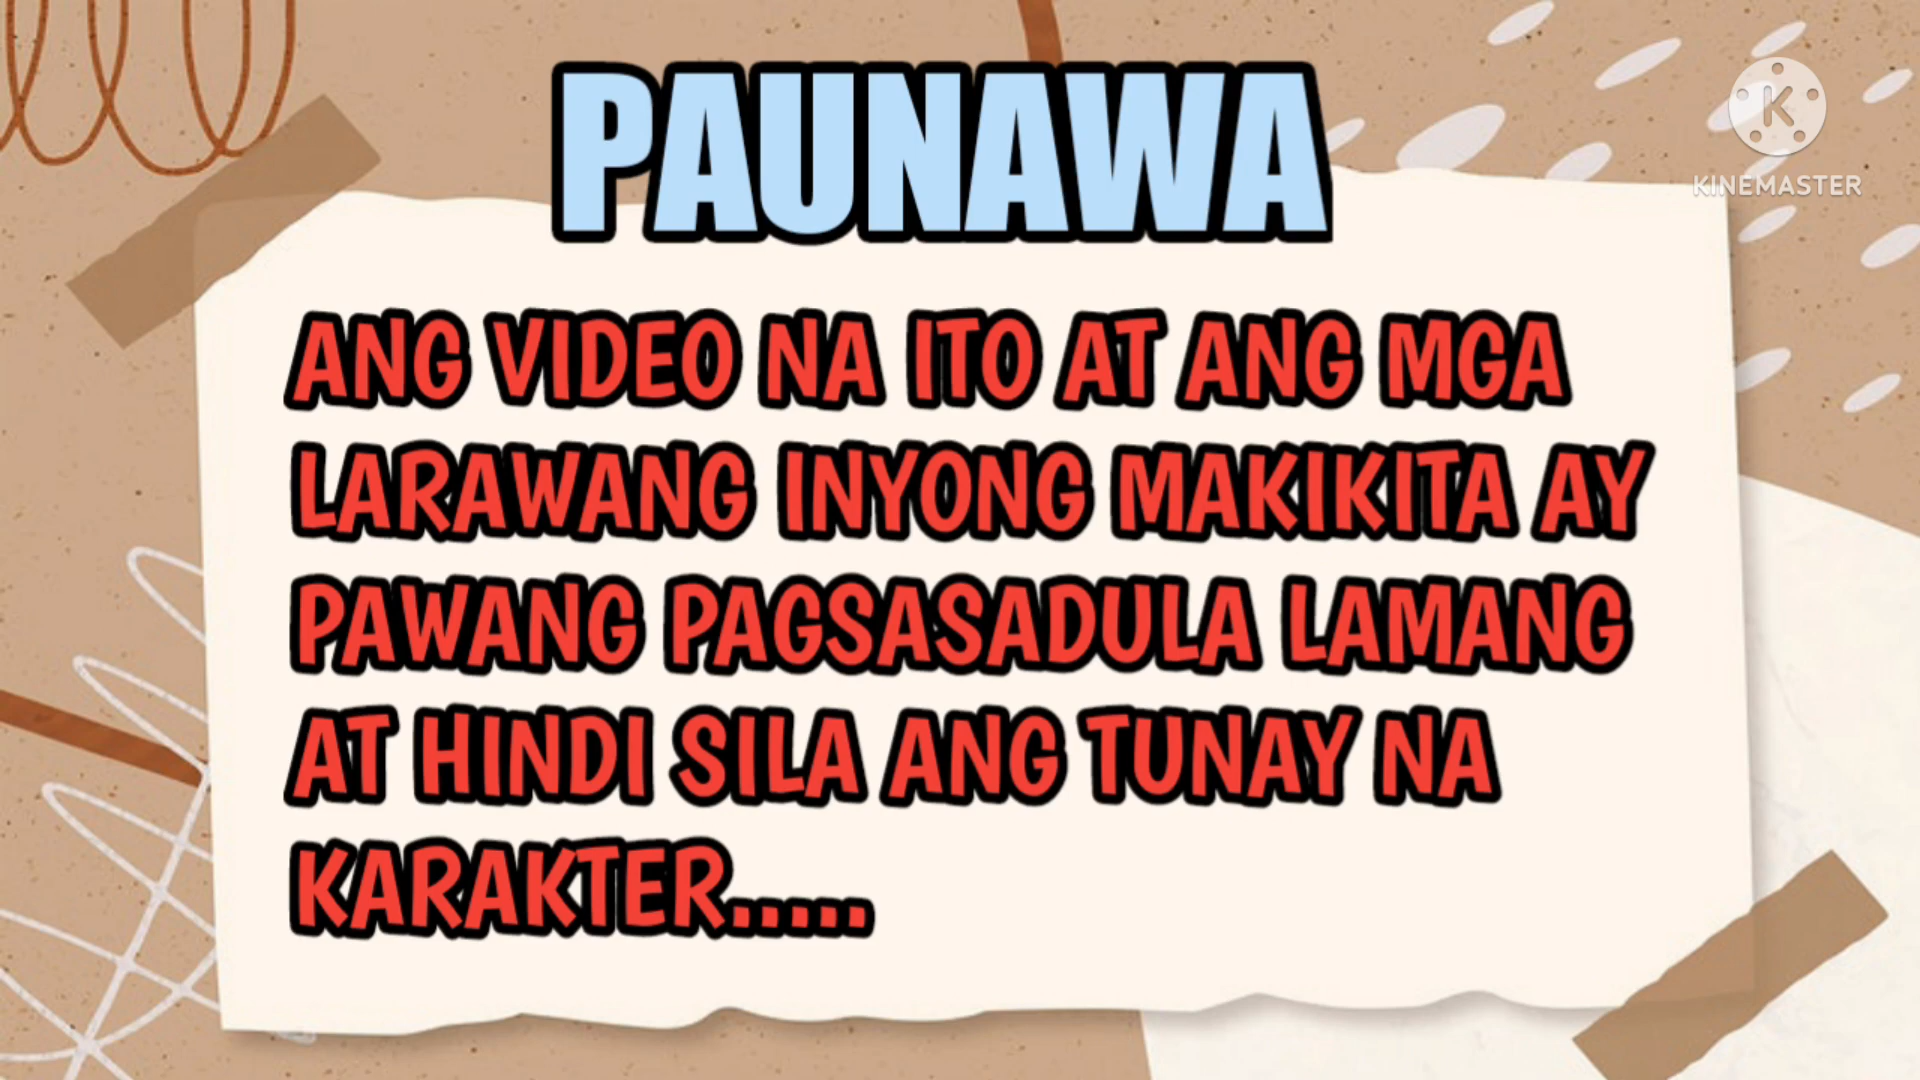 PAUNAWA
K
KINEMASTER
ANG VIDEO NA ITO AT ANG MGA
LARAWANG INYONG MAKIKITA AY
PAWANG PAGSASADULA LAMANG
AT HINDI SILA ANG TUNAY NA
KARAKTER.....